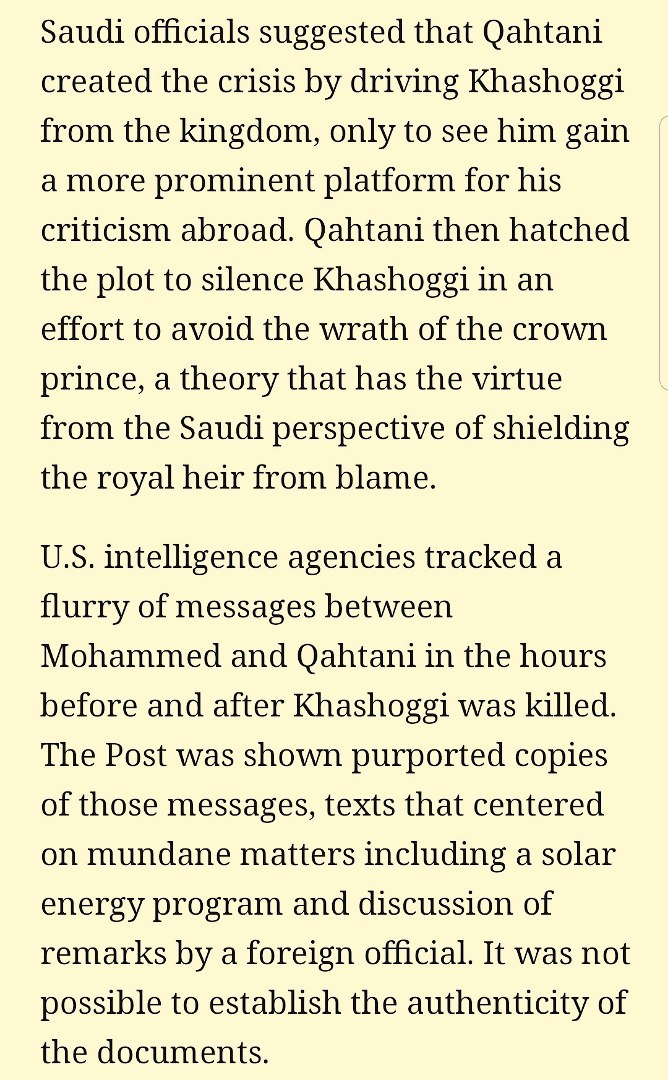 Saudi officials suggested that Qahtani
created the crisis by driving Khashoggi
from the kingdom, only to see him gain
a more prominent platform for his
criticism abroad. Qahtani then hatched
the plot to silence Khashoggi in an
effort to avoid the wrath of the crown
prince, a theory that has the virtue
from the Saudi perspective of shielding
the royal heir from blame.
U.S. intelligence agencies tracked a
flurry of messages between
Mohammed and Qahtani in the hours
before and after Khashoggi was killed.
The Post was shown purported copies
of those messages, texts that centered
on mundane matters including a solar
energy program and discussion of
remarks by a foreign official. It was not
possible to establish the authenticity of
the documents.